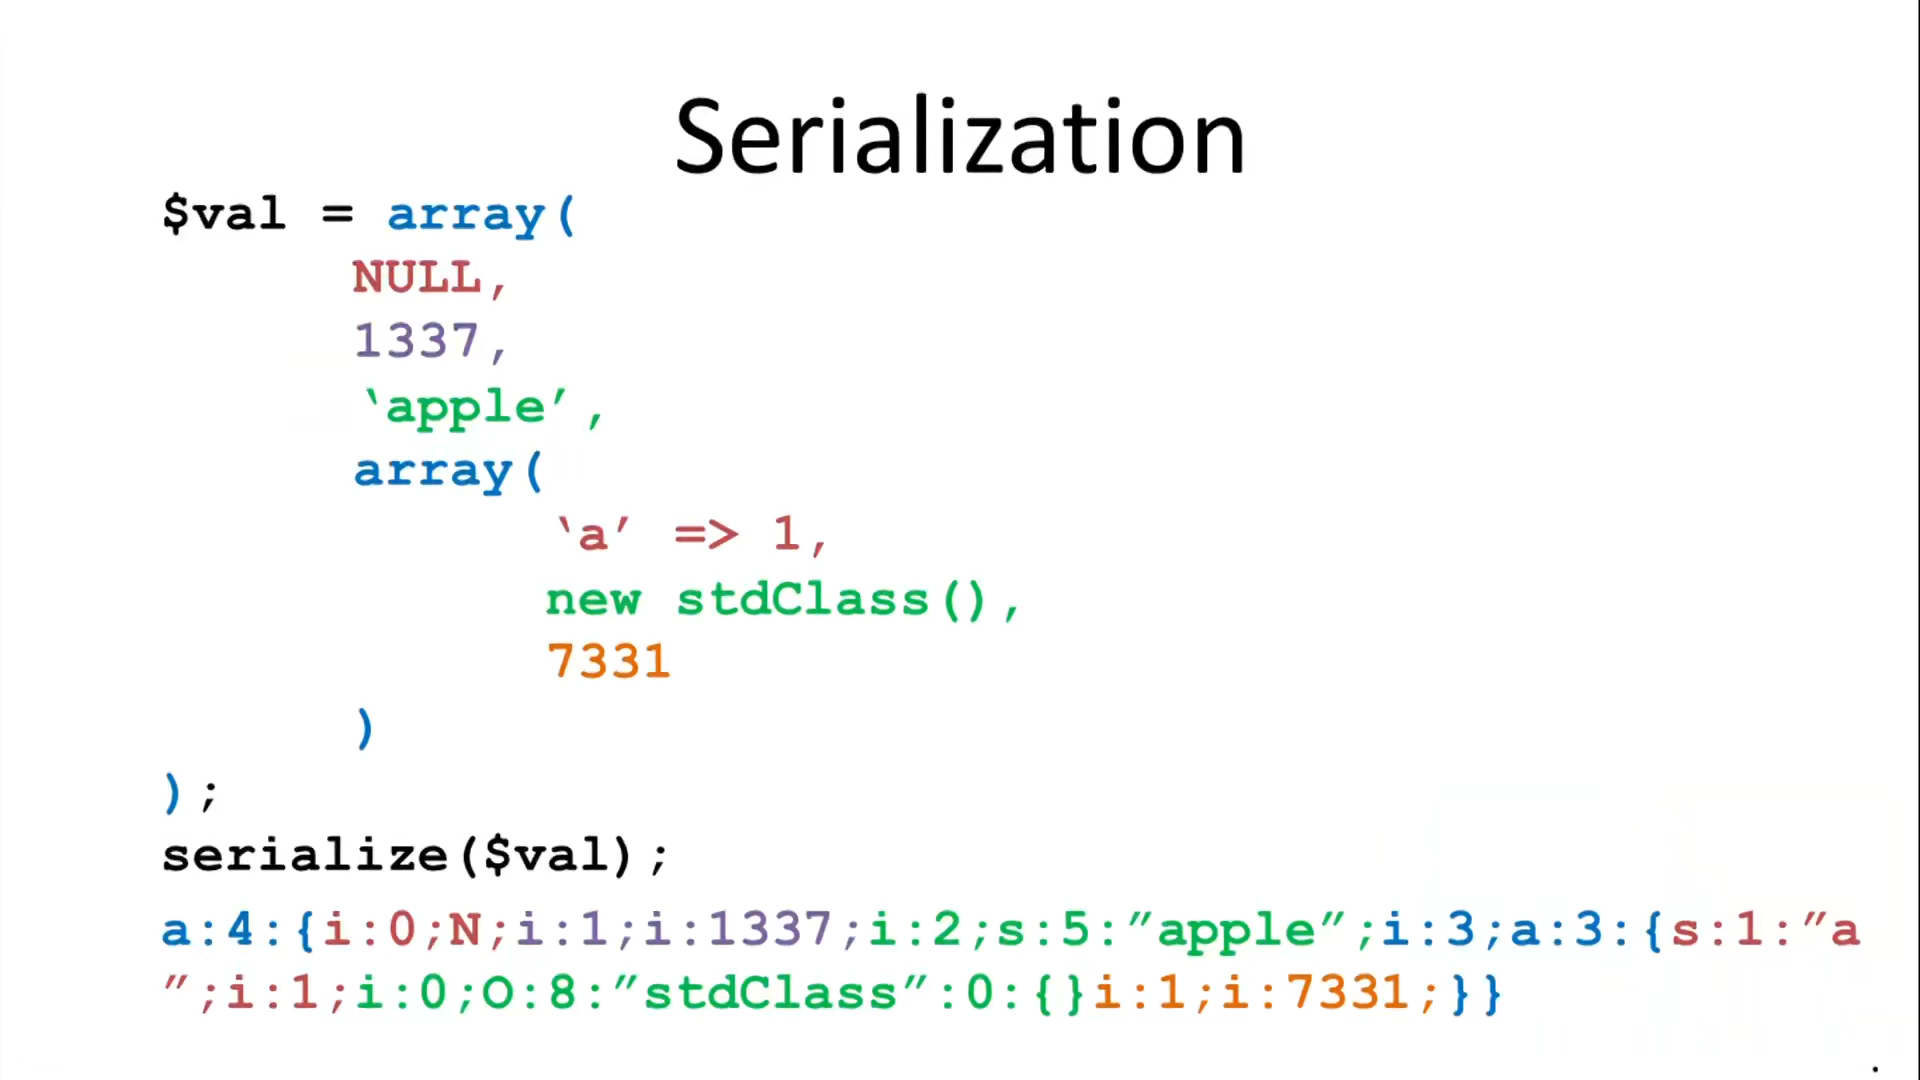 Serialization
$val = array(
NULL,
1337,
‘apple’,
array(
‘a’ => 1,
new stdClass(),
7331
)
);
serialize($val);
a:4:{i:0;N;i:1;i:1337;i:2;s:5:”apple”;i:3;a:3:{s:1:”a
”;i:1;i:0;O:8:”stdClass”:0:{}i:1;i:7331;}}
.